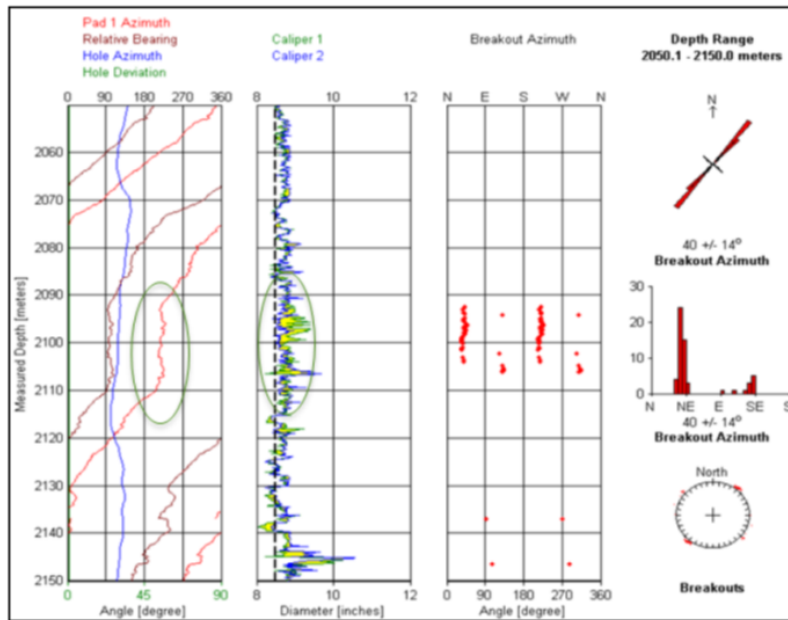 Pad 1 Azimuth
Relative Bearing
Hole Azimuth
Hole Deviation
0 90 180 270 360
Caliper 1
Caliper 2
8 10 12
Breakout Azimuth
N E S W N
Depth Range
2050.1 - 2150.0 meters
N
Measured Depth [meters]
2060
2070
2080
2090
2100
2110
2120
2130
2140
2150
0 45 90
Angle [degree]
8 10 12
Diameter [inches]
0 90 180 270 360
Angle [degree]
40 +/- 14°
Breakout Azimuth
30
20
10
0
N NE E SE S
40 +/- 14°
Breakout Azimuth
North
Breakouts